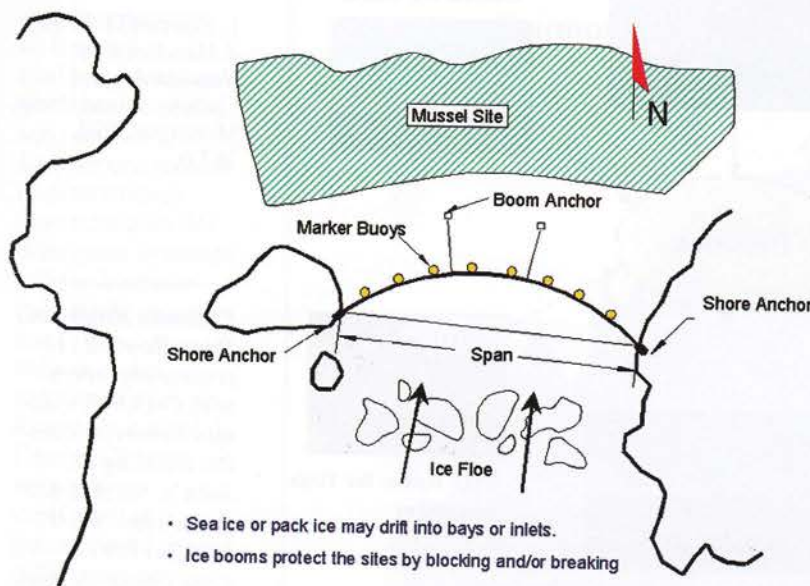 Mussel Site
N
Boom Anchor
Marker Buoys
Shore Anchor
Shore Anchor
Span
Ice Floe
• Sea ice or pack ice may drift into bays or inlets.
• Ice booms protect the sites by blocking and/or breaking